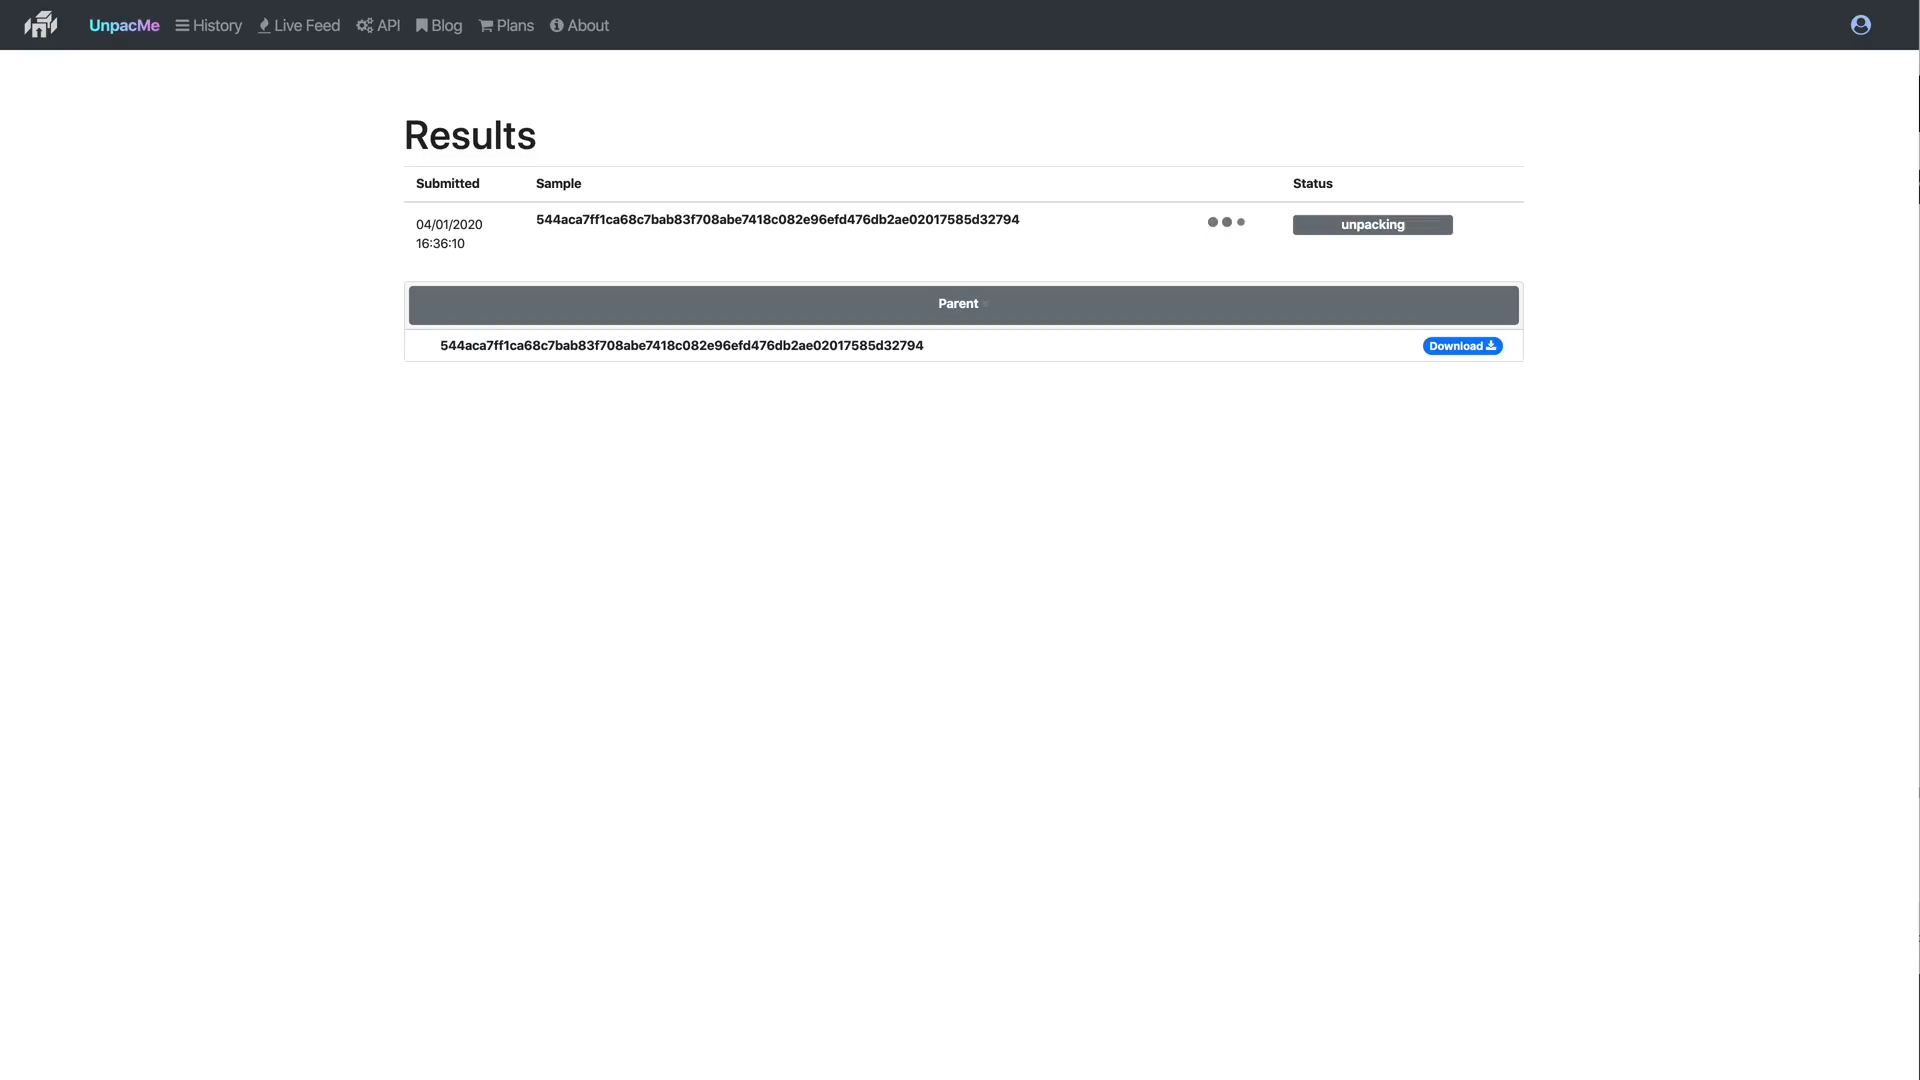 UnpacMe History Live Feed API Blog Plans About
Results
Submitted Sample Status
04/01/2020 544aca7ff1ca68c7bab83f708abe7418c082e96efd476db2ae02017585d32794 unpacking
16:36:10
Parent
544aca7ff1ca68c7bab83f708abe7418c082e96efd476db2ae02017585d32794 Download